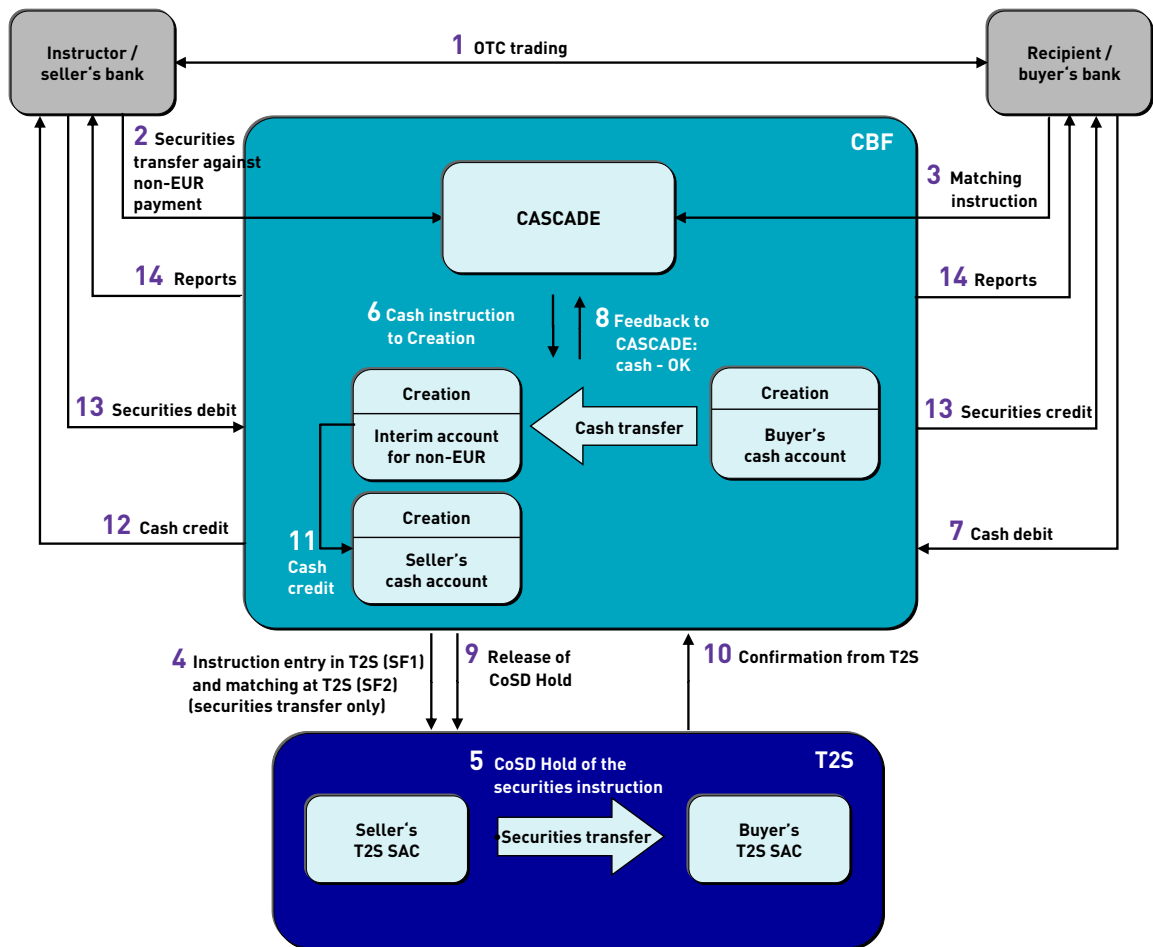 Instructor /
seller‘s bank
1 OTC trading
Recipient /
buyer‘s bank
2 Securities
transfer against
non-EUR
payment
CBF
CASCADE
3 Matching
instruction
14 Reports
14 Reports
6 Cash instruction
to Creation
8 Feedback to
CASCADE:
cash - OK
13 Securities debit
Creation
Interim account
for non-EUR
Cash transfer
Creation
Buyer’s
cash account
13 Securities credit
12 Cash credit
11
Cash
credit
Creation
Seller’s
cash account
7 Cash debit
4 Instruction entry in T2S (SF1)
and matching at T2S (SF2)
(securities transfer only)
9 Release of
CoSD Hold
10 Confirmation from T2S
5 CoSD Hold of the
securities instruction
T2S
Seller‘s
T2S SAC
•Securities transfer
Buyer’s
T2S SAC